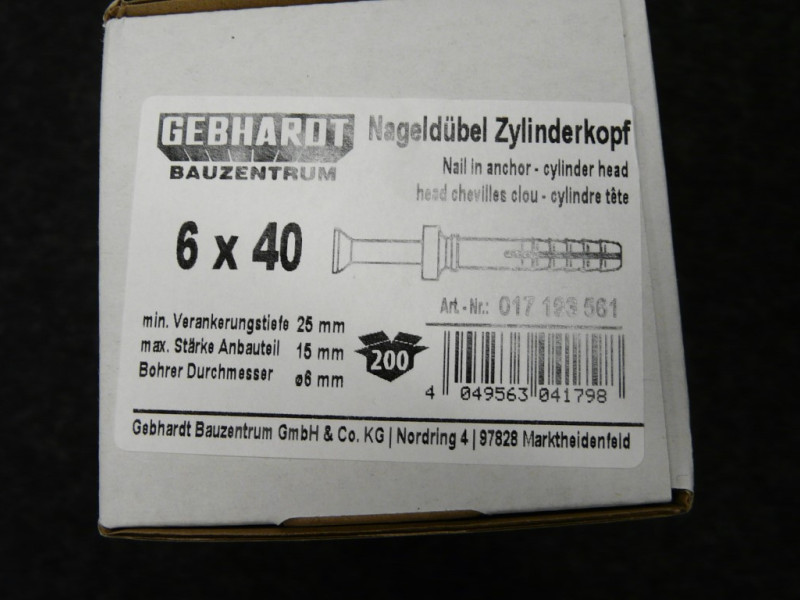 GEBHARDT
BAUZENTRUM
Nageldübel Zylinderkopf
Nail in anchor - cylinder head
head chevilles clou - cylindre tête
6 x 40
Art.-Nr.: 017 193 561
min. Verankerungstiefe 25 mm
max. Stärke Anbauteil 15 mm
Bohrer Durchmesser ø6 mm
200
4 049563 041798
Gebhardt Bauzentrum GmbH & Co. KG | Nordring 4 | 97828 Marktheidenfeld